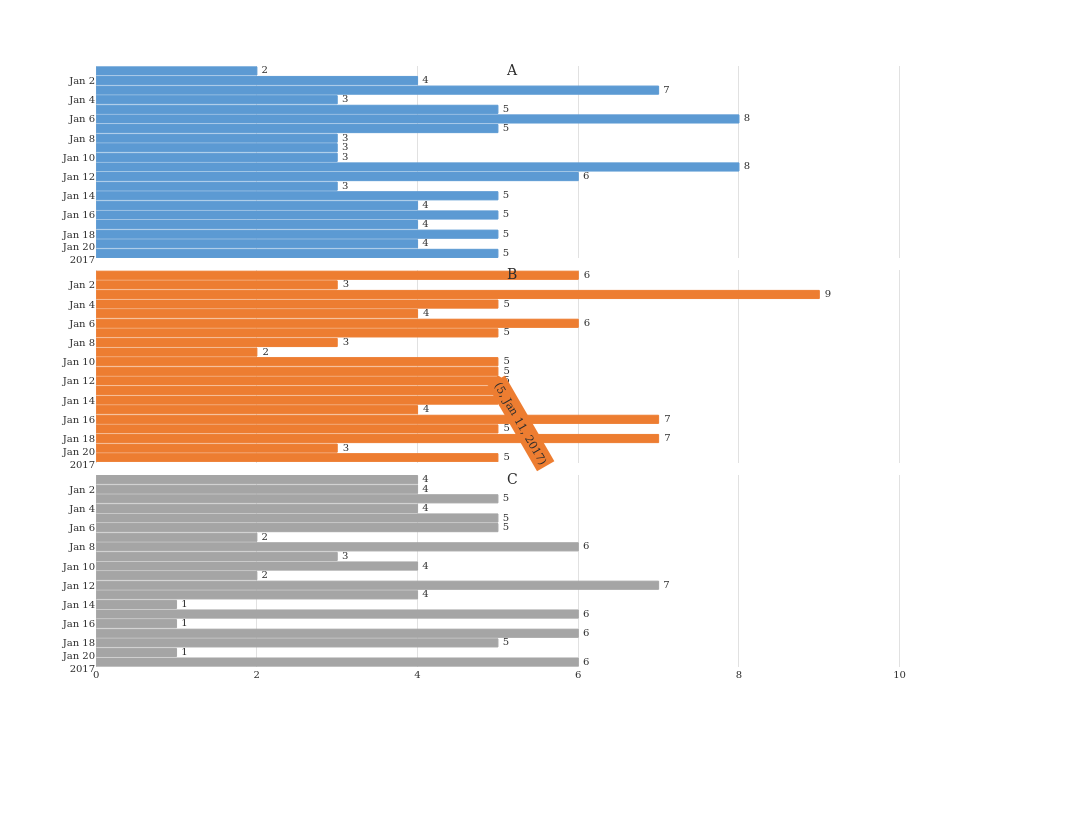 A
2
Jan 2 4
7
Jan 4 3
5
Jan 6 8
5
Jan 8 3
3
Jan 10 3
8
Jan 12 6
3
Jan 14 5
4
Jan 16 5
4
Jan 18 5
Jan 20 4
2017 5
B
6
Jan 2 3
9
Jan 4 5
4
Jan 6 6
5
Jan 8 3
2
Jan 10 5
5
Jan 12
(5, Jan 11, 2017)
Jan 14
4
Jan 16 7
5
Jan 18 7
Jan 20 3
2017 5
C
4
Jan 2 4
5
Jan 4 4
5
Jan 6 5
2
Jan 8 6
3
Jan 10 4
2
Jan 12 7
4
Jan 14 1
6
Jan 16 1
6
Jan 18 5
Jan 20 1
2017 6
0 2 4 6 8 10